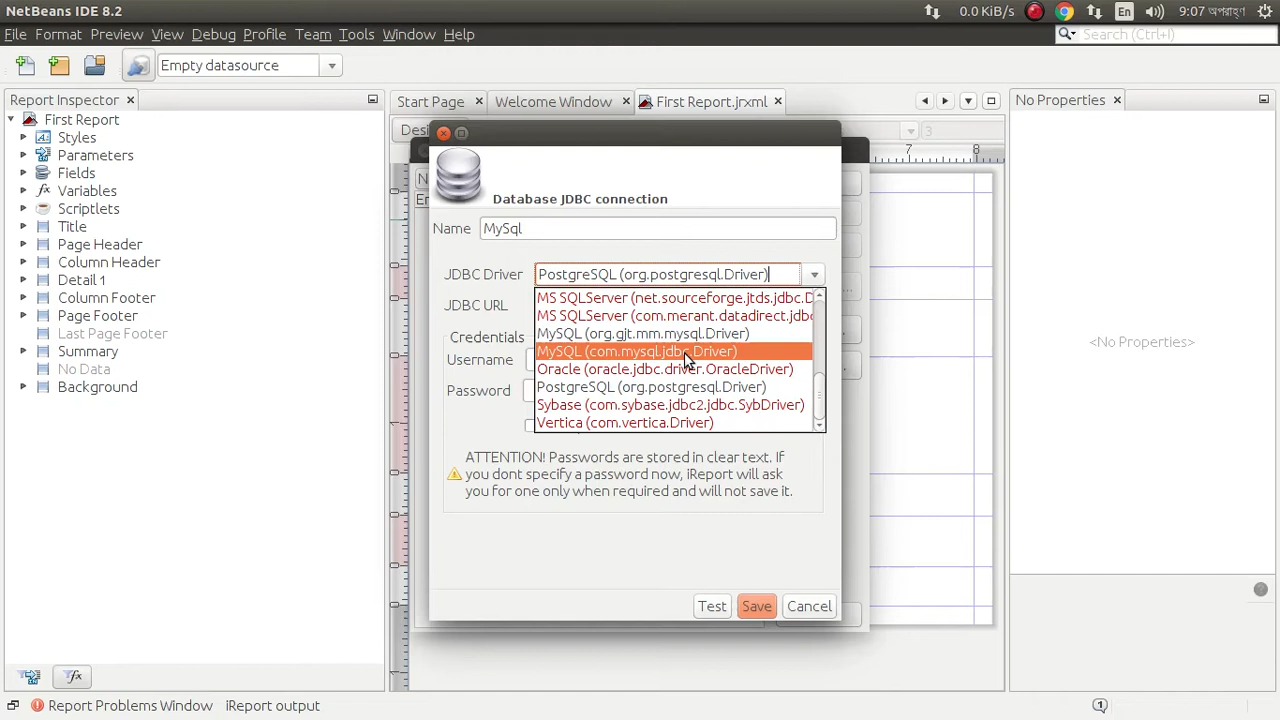 NetBeans IDE 8.2
0.0 KiB/s
En
9:07 অপরাহ্ণ
File Format Preview View Debug Profile Team Tools Window Help
Search (Ctrl+I)
Empty datasource
Report Inspector
Start Page
Welcome Window
First Report.jrxml
No Properties
First Report
Styles
Parameters
Fields
Variables
Scriptlets
Title
Page Header
Column Header
Detail 1
Column Footer
Page Footer
Last Page Footer
Summary
No Data
Background
3
7
8
Database JDBC connection
Name
MySql
JDBC Driver
PostgreSQL (org.postgresql.Driver)
JDBC URL
MS SQLServer (net.sourceforge.jtds.jdbc.D
MS SQLServer (com.merant.datadirect.jdbc
MySQL (org.gjt.mm.mysql.Driver)
MySQL (com.mysql.jdbc.Driver)
Oracle (oracle.jdbc.driver.OracleDriver)
PostgreSQL (org.postgresql.Driver)
Sybase (com.sybase.jdbc2.jdbc.SybDriver)
Vertica (com.vertica.Driver)
Credentials
Username
Password
ATTENTION! Passwords are stored in clear text. If
you dont specify a password now, iReport will ask
you for one only when required and will not save it.
Test
Save
Cancel
<No Properties>
Report Problems Window
iReport output
1